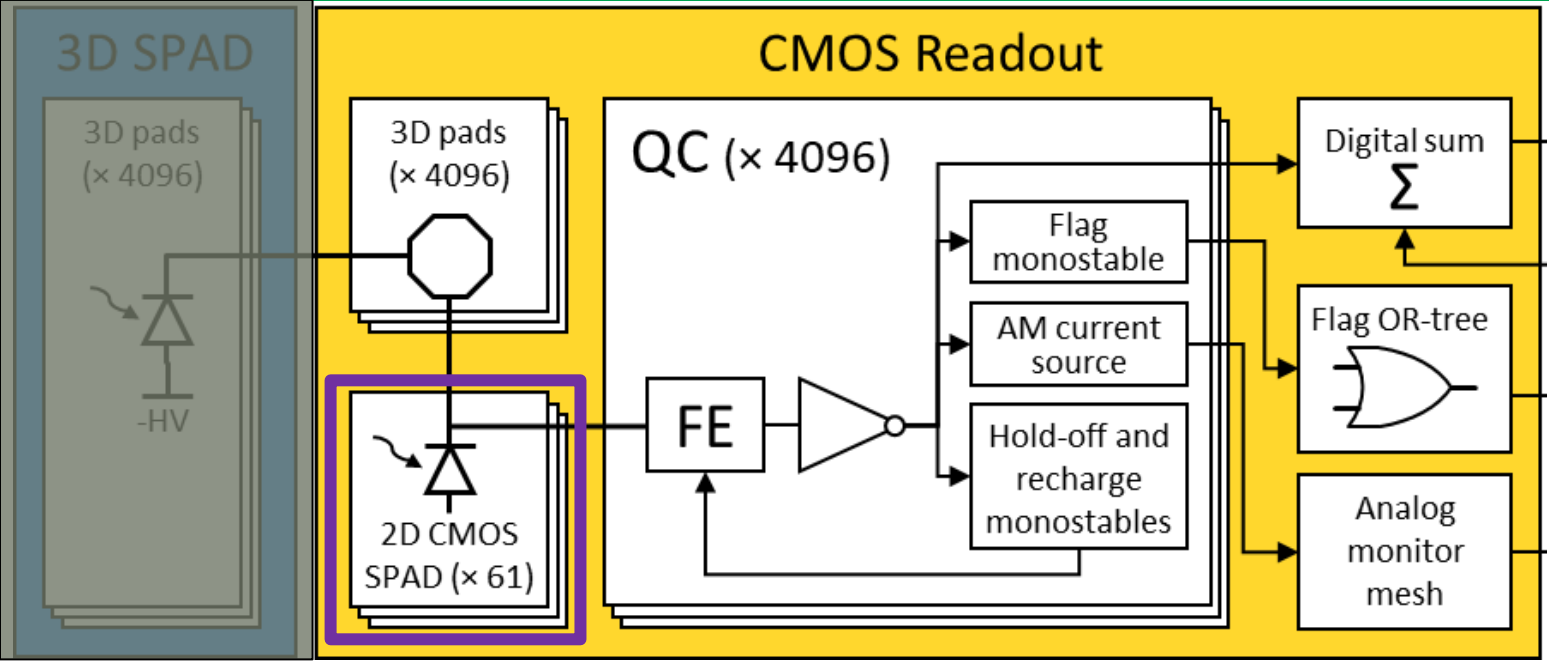 3D SPAD
3D pads
(× 4096)
-HV
CMOS Readout
3D pads
(× 4096)
2D CMOS
SPAD (× 61)
QC (× 4096)
FE
Flag
monostable
AM current
source
Hold-off and
recharge
monostables
Digital sum
Σ
Flag OR-tree
Analog
monitor
mesh